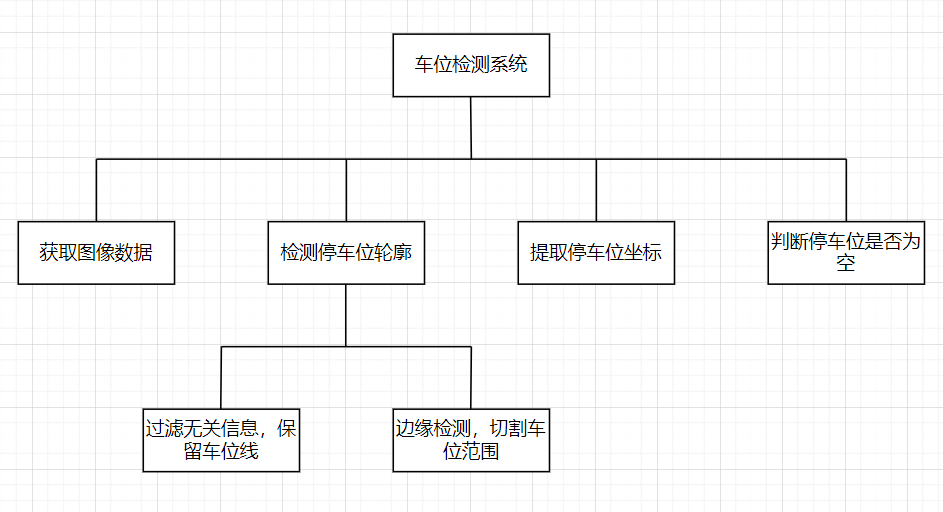 车位检测系统
获取图像数据
检测停车位轮廓
提取停车位坐标
判断停车位是否为
空
过滤无关信息，保
留车位线
边缘检测，切割车
位范围